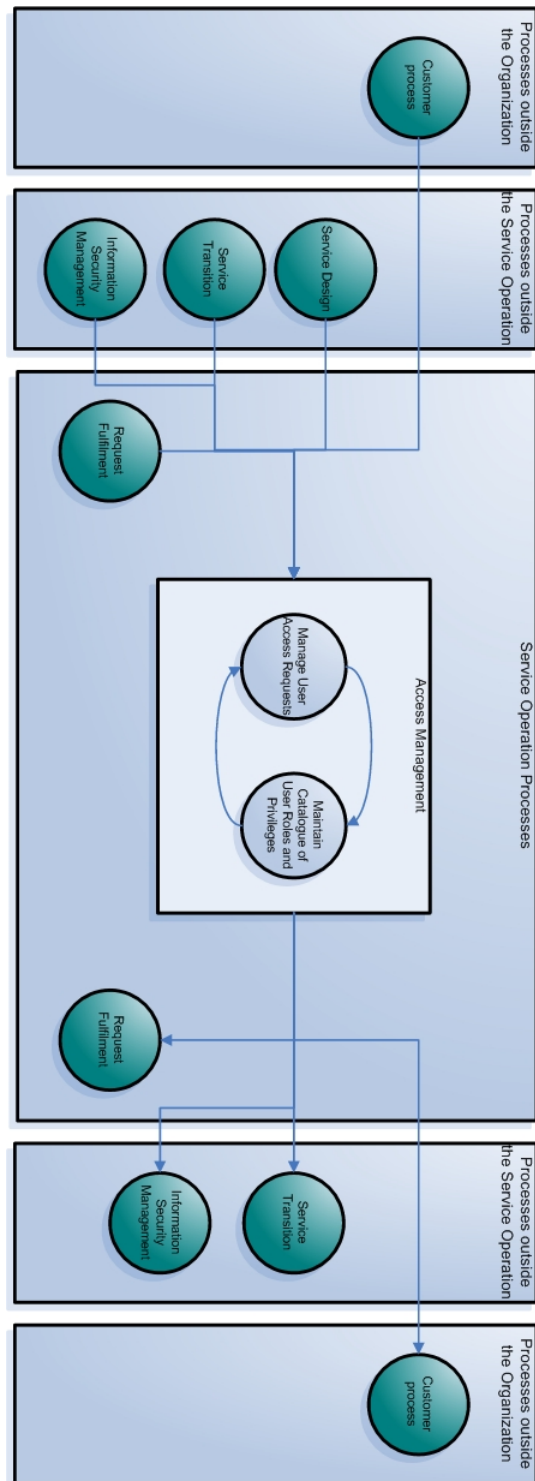 Processes outside
the Organization
Customer
process
Processes outside
the Service Operation
Service Design
Service
Transition
Information
Security
Management
Service Operation Processes
Request
Fulfilment
Access Management
Manage User
Access Requests
Maintain
Catalogue of
User Roles and
Privileges
Request
Fulfilment
Processes outside
the Service Operation
Service
Transition
Information
Security
Management
Processes outside
the Organization
Customer
process